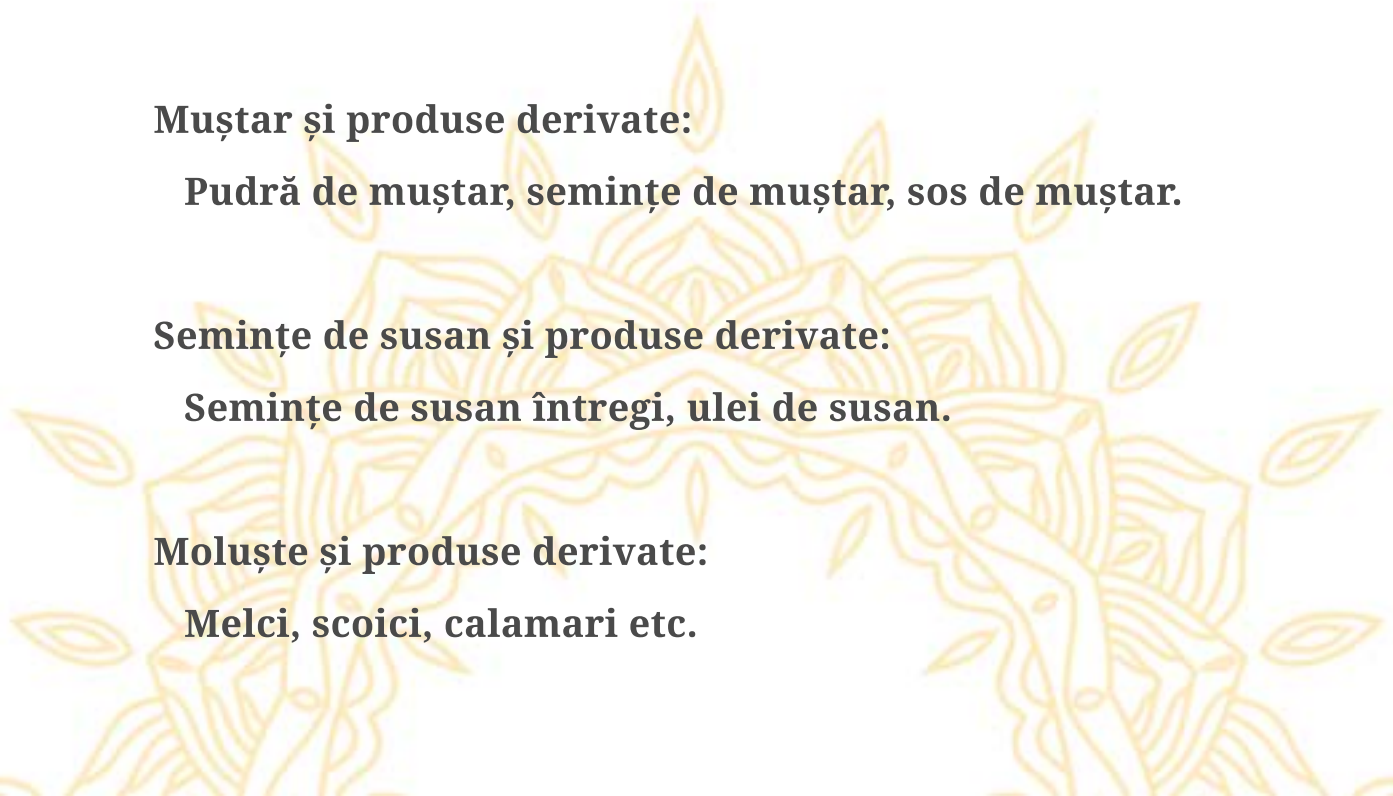 Muștar și produse derivate:
Pudră de muștar, semințe de muștar, sos de muștar.
Semințe de susan și produse derivate:
Semințe de susan întregi, ulei de susan.
Moluște și produse derivate:
Melci, scoici, calamari etc.